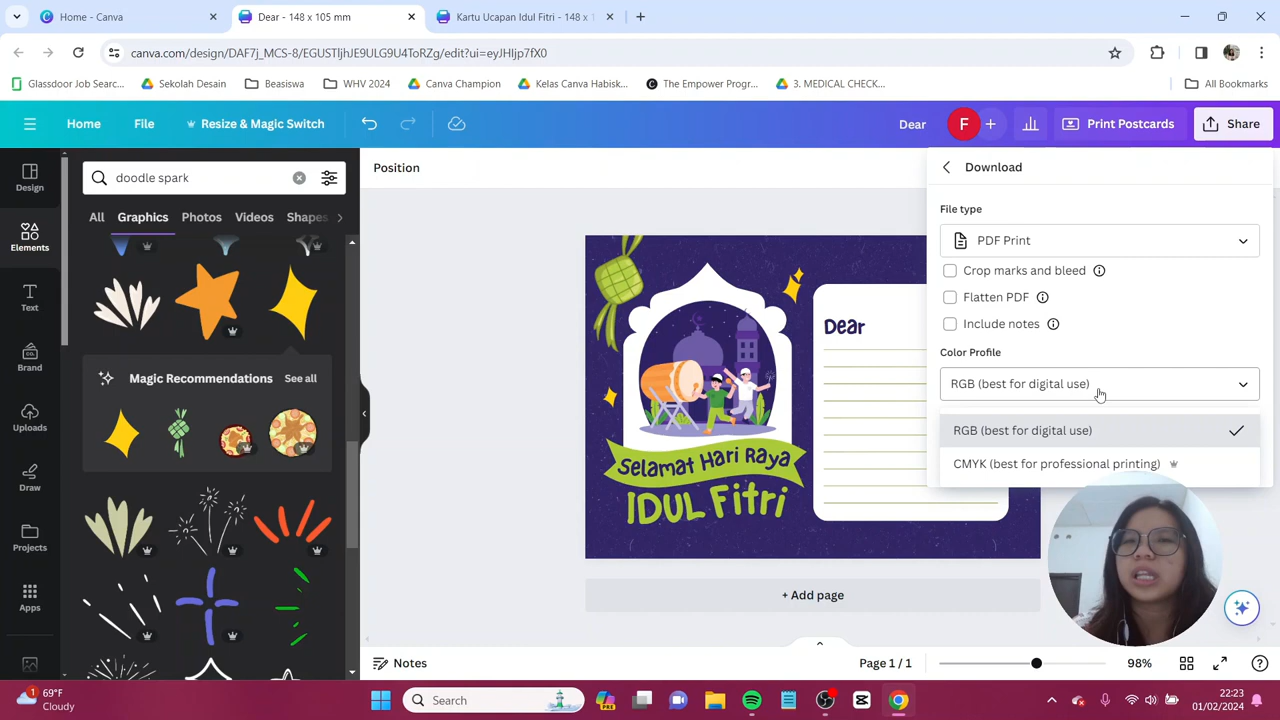 Home - Canva
Dear - 148 x 105 mm
Kartu Ucapan Idul Fitri - 148 x 1
canva.com/design/DAF7j_MCS-8/EGUSTljhJE9ULG9U4ToRZg/edit?ui=eyJHIjp7fX0
Glassdoor Job Searc...
Sekolah Desain
Beasiswa
WHV 2024
Canva Champion
Kelas Canva Habisk...
The Empower Progr...
3. MEDICAL CHECK...
All Bookmarks
Home
File
Resize & Magic Switch
Dear
F
Print Postcards
Share
Design
Elements
Text
Brand
Uploads
Draw
Projects
Apps
doodle spark
All
Graphics
Photos
Videos
Shapes
Magic Recommendations
See all
Position
Dear
Selamat Hari Raya
IDUL Fitri
+ Add page
Download
File type
PDF Print
Crop marks and bleed
Flatten PDF
Include notes
Color Profile
RGB (best for digital use)
RGB (best for digital use)
CMYK (best for professional printing)
Notes
Page 1 / 1
98%
1
69°F
Cloudy
Search
PRE
22:23
01/02/2024